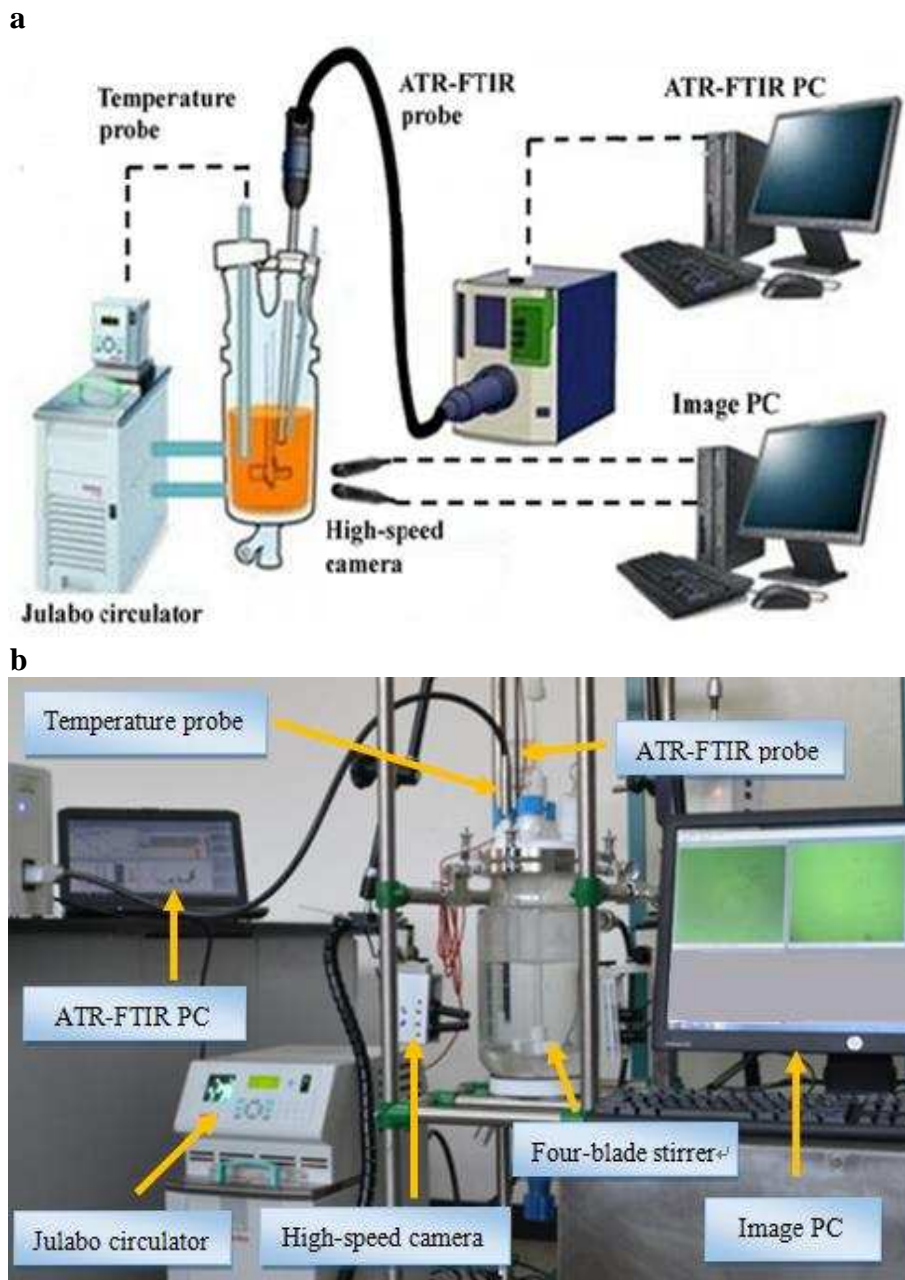 a
Temperature
probe
ATR-FTIR
probe
ATR-FTIR PC
Image PC
High-speed
camera
Julabo circulator
b
Temperature probe
ATR-FTIR probe
ATR-FTIR PC
Four-blade stirrer↵
Julabo circulator
High-speed camera
Image PC